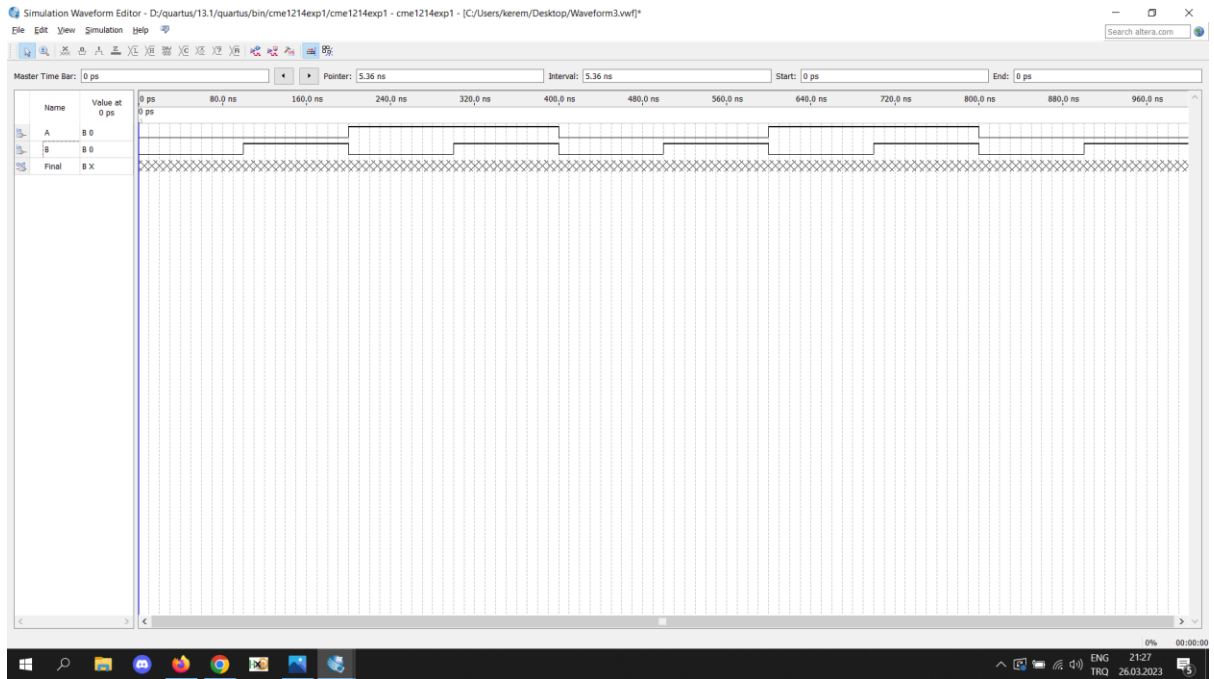 Simulation Waveform Editor - D:/quartus/13.1/quartus/bin/cme1214exp1/cme1214exp1 - cme1214exp1 - [C:/Users/kerem/Desktop/Waveform3.vwf]*
File Edit View Simulation Help
Search altera.com
Master Time Bar: 0 ps Pointer: 5.36 ns Interval: 5.36 ns Start: 0 ps End: 0 ps
Name Value at 0 ps
0 ps 80.0 ns 160.0 ns 240.0 ns 320.0 ns 400.0 ns 480.0 ns 560.0 ns 640.0 ns 720.0 ns 800.0 ns 880.0 ns 960.0 ns
0 ps
A B 0
B B 0
Final B X
0% 00:00:00
ENG 21:27
TRQ 26.03.2023
5